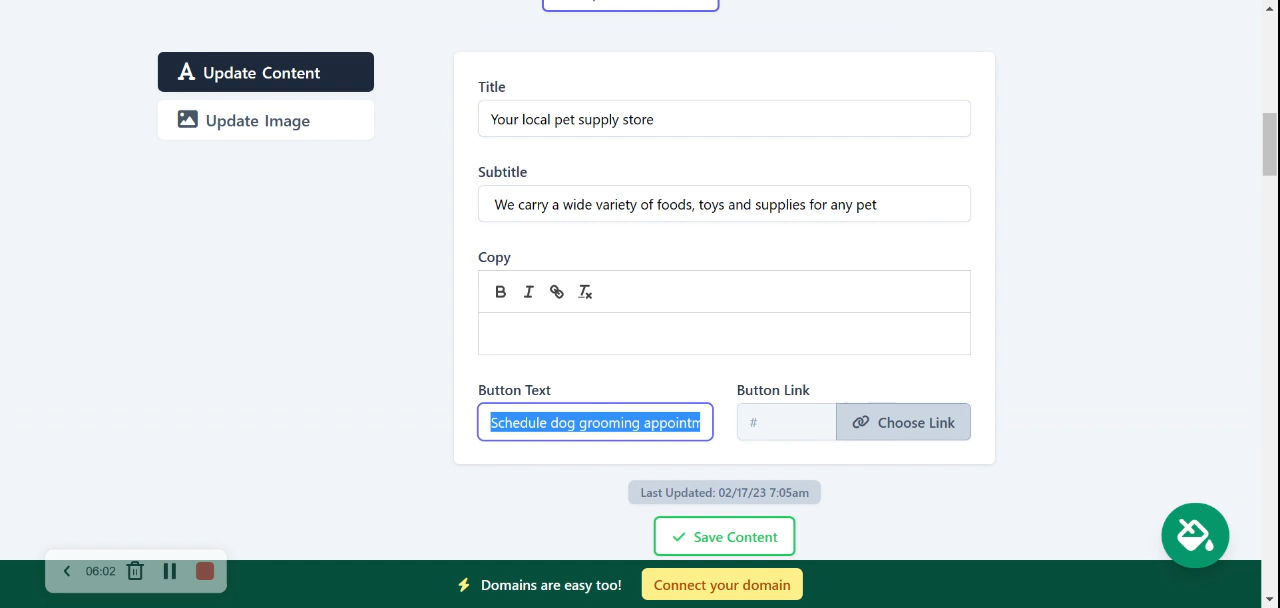 Update Content
Update Image
Title
Your local pet supply store
Subtitle
We carry a wide variety of foods, toys and supplies for any pet
Copy
B I
Button Text
Button Link
Schedule dog grooming
#
Choose Link
Last Updated: 02/17/23 7:05am
Save Content
06:02
Domains are easy too!
Connect your domain